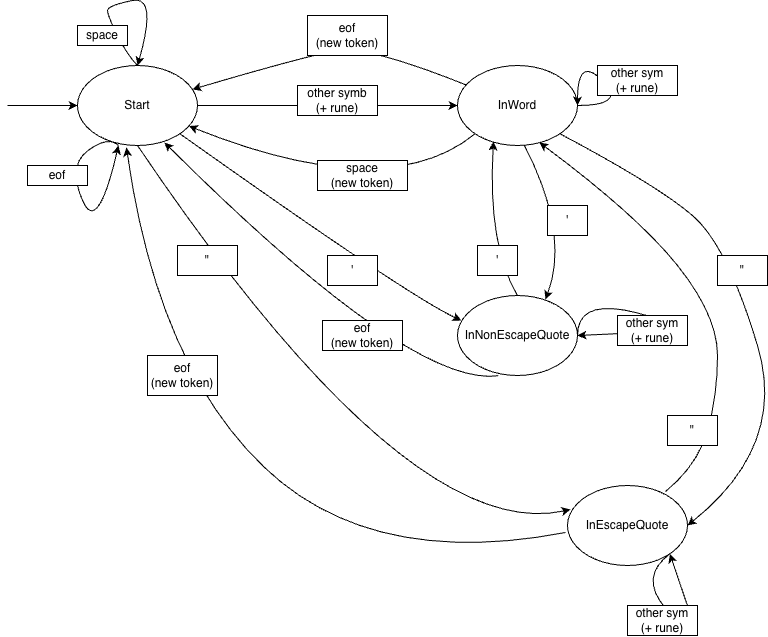 eof
(new token)
space
other sym
(+ rune)
other symb
(+ rune)
Start
InWord
space
(new token)
eof
'
"
'
'
"
eof
(new token)
InNonEscapeQuote
other sym
(+ rune)
eof
(new token)
"
InEscapeQuote
other sym
(+ rune)